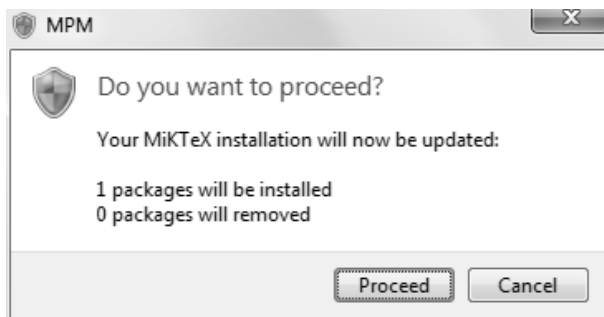 MPM
Do you want to proceed?
Your MiKTeX installation will now be updated:
1 packages will be installed
0 packages will removed
Proceed Cancel